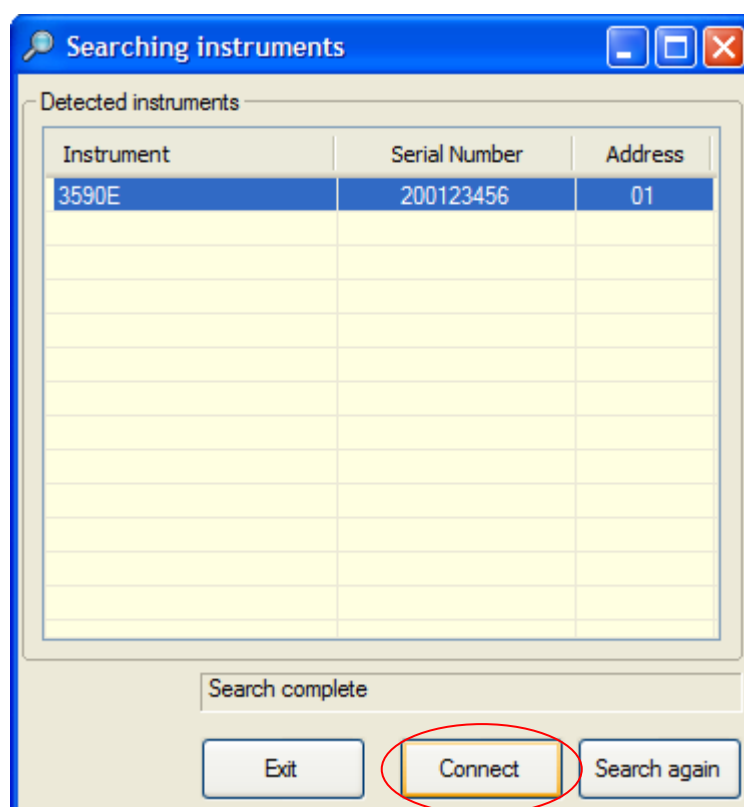 Searching instruments
Detected instruments
Instrument Serial Number Address
3590E 200123456 01
Search complete
Exit Connect Search again